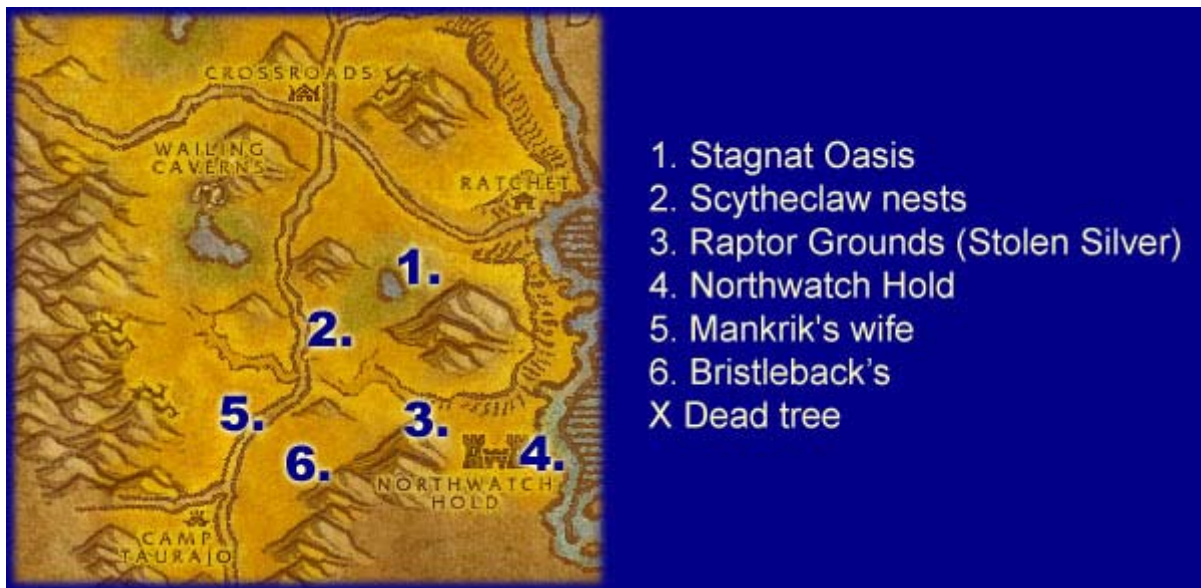 CROSSROADS
WAILING
CAVERNS
RATCHET
1.
2.
3.
4.
5.
6.
NORTHWATCH
HOLD
CAMP
TAURAJO
1. Stagnat Oasis
2. Scytheclaw nests
3. Raptor Grounds (Stolen Silver)
4. Northwatch Hold
5. Mankrik's wife
6. Bristleback’s
X Dead tree